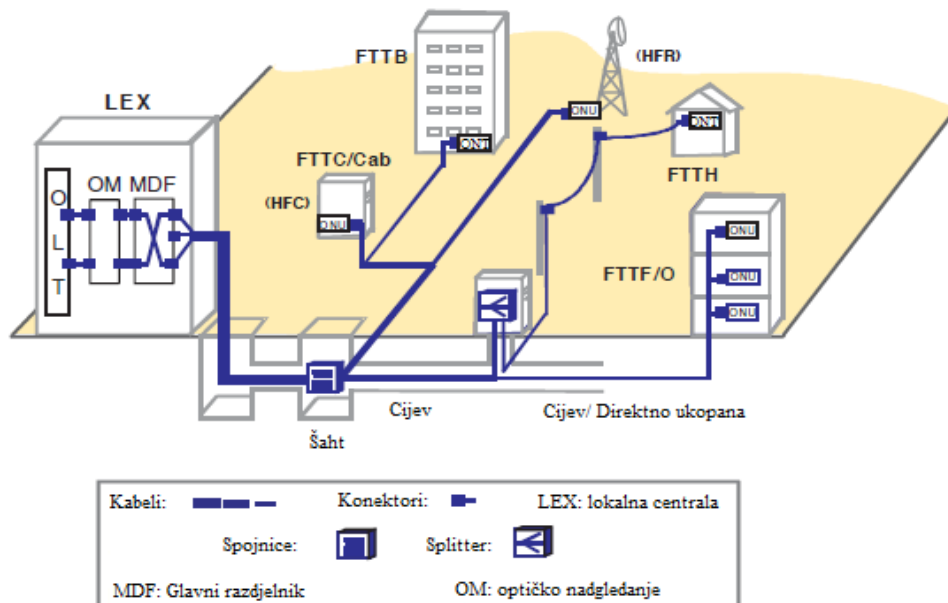 FTTB
(HFR)
LEX
ONU
ONT
FTTC/Cab
ONT
OM MDF
FTTH
(HFC)
O
L
T
ONU
ONU
FTTF/O
ONU
ONU
Cijev
Cijev/ Direktno ukopana
Šaht
Kabeli:
Konektori:
LEX: lokalna centrala
Spojnice:
Splitter:
MDF: Glavni razdjelnik
OM: optičko nadgledanje